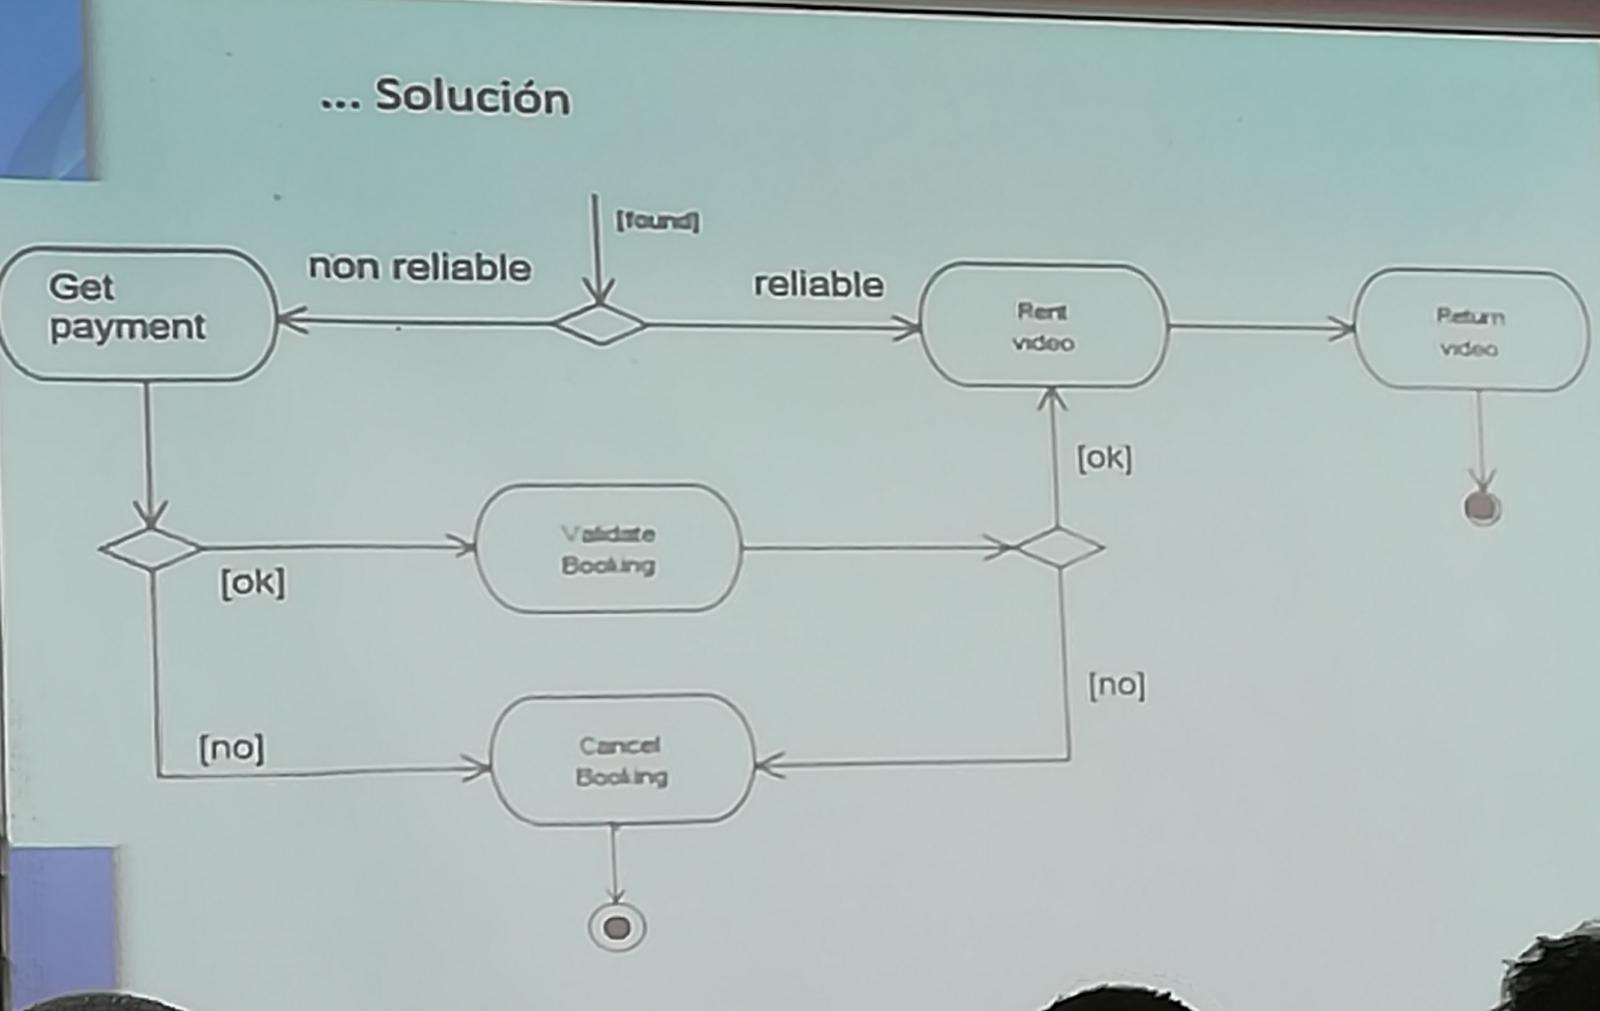 ... Solución
[found]
non reliable
reliable
Get
payment
Rent
video
Return
video
[ok]
Validate
Booking
[ok]
[no]
[no]
Cancel
Booking